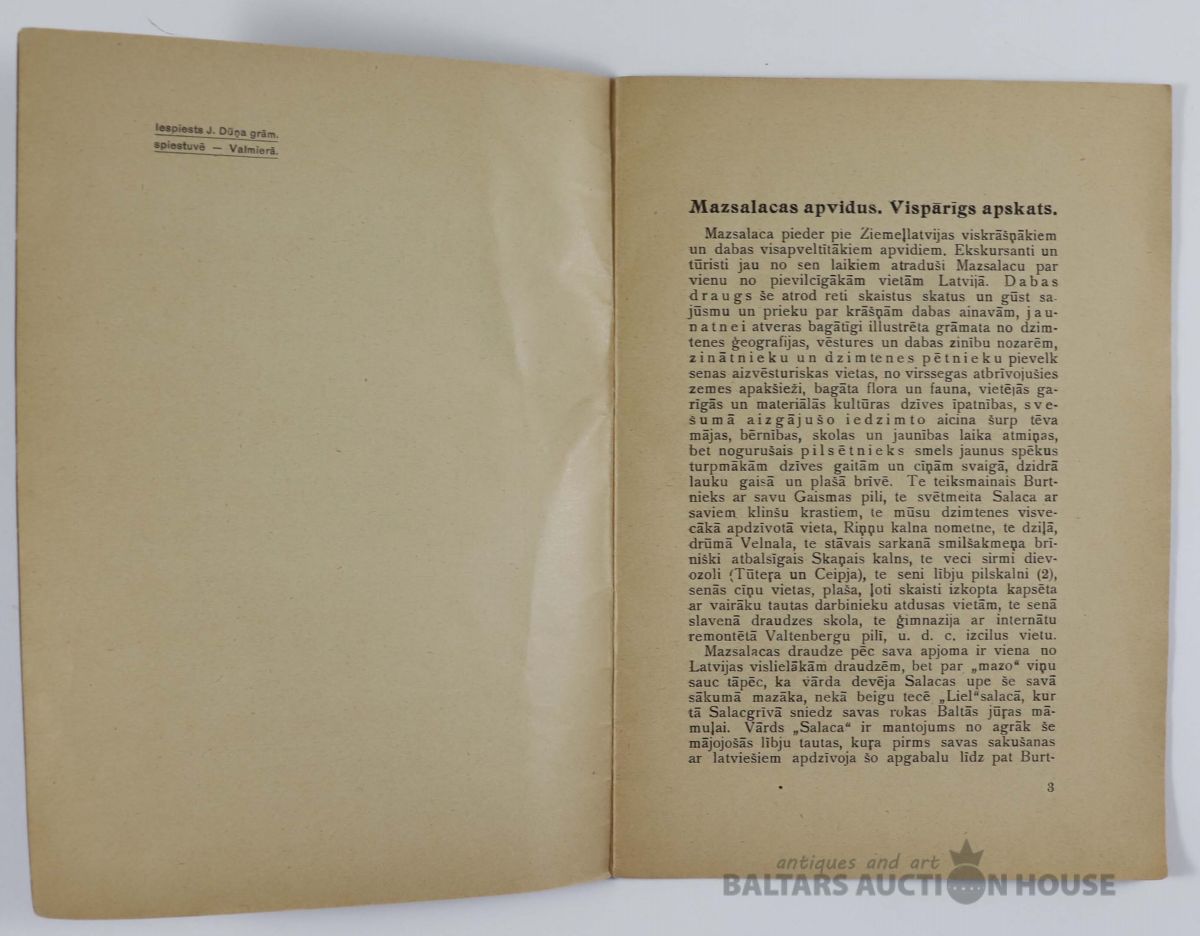 Iespiests J. Dūņa grām.
spiestuvē — Valmierā.
Mazsalacas apvidus. Vispārīgs apskats.
Mazsalaca pieder pie Ziemeļlatvijas viskrāšņākiem
un dabas visapveltītākiem apvidiem. Ekskursanti un
tūristi jau no sen laikiem atraduši Mazsalacu par
vienu no pievilcīgākām vietām Latvijā. Dabas
draugs še atrod reti skaistus skatus un gūst sa-
jūsmu un prieku par krāšņām dabas ainavām, jau-
natnei atveras bagātīgi illustrēta grāmata no dzim-
tenes ģeografijas, vēstures un dabas zinību nozarēm,
zinātnieku un dzimtenes pētnieku pievelk
senas aizvēsturiskas vietas, no virssegas atbrīvojušies
zemes apakšieži, bagāta flora un fauna, vietējās ga-
rīgās un materiālās kultūras dzīves īpatnības, sve-
šumā aizgājušo iedzimto aicina šurp tēva
mājas, bērnības, skolas un jaunības laika atmiņas,
bet nogurušais pilsētnieks smels jaunus spēkus
turpmākām dzīves gaitām un cīņām svaigā, dzidrā
lauku gaisā un plašā brīvē. Te teiksmainais Burt-
nieks ar savu Gaismas pili, te svētmeita Salaca ar
saviem klinšu krastiem, te mūsu dzimtenes visve-
cākā apdzīvotā vieta, Riņņu kalna nometne, te dziļā,
drūmā Velnala, te stāvais sarkanā smilšakmeņa brī-
niški atbalsīgais Skaņais kalns, te veci sirmi diev-
ozoli (Tūteŗa un Ceipja), te seni lībju pilskalni (2),
senās cīņu vietas, plaša, ļoti skaisti izkopta kapsēta
ar vairāku tautas darbinieku atdusas vietām, te senā
slavenā draudzes skola, te ģimnazija ar internātu
remontētā Valtenbergu pilī, u. d. c. izcilus vietu.
Mazsalacas draudze pēc sava apjoma ir viena no
Latvijas vislielākām draudzēm, bet par „mazo“ viņu
sauc tāpēc, ka vārda devēja Salacas upe še savā
sākumā mazāka, nekā beigu tecē „Liel“salacā, kur
tā Salacgrīvā sniedz savas rokas Baltās jūŗas mā-
muļai. Vārds „Salaca“ ir mantojums no agrāk še
mājojošās lībju tautas, kuŗa pirms savas sakušanas
ar latviešiem apdzīvoja šo apgabalu līdz pat Burt-
3
antiques and art
BALTARS AUCTION HOUSE